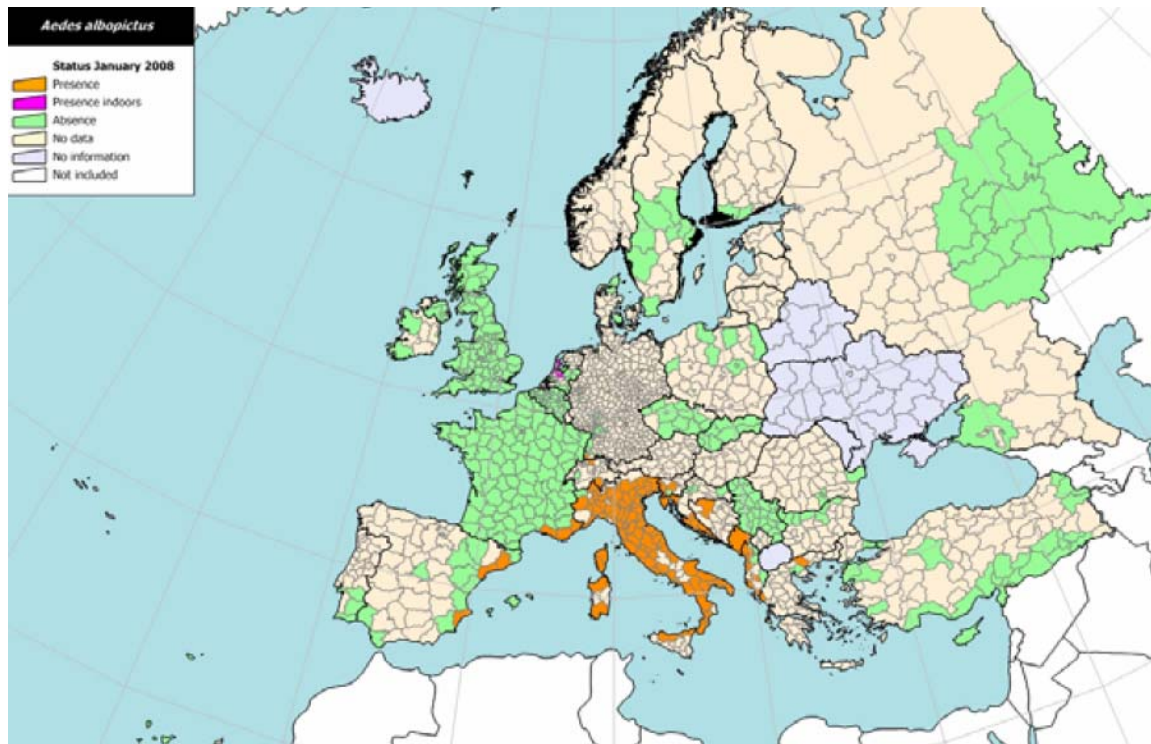 Aedes albopictus
Status January 2008
Presence
Presence indoors
Absence
No data
No information
Not included